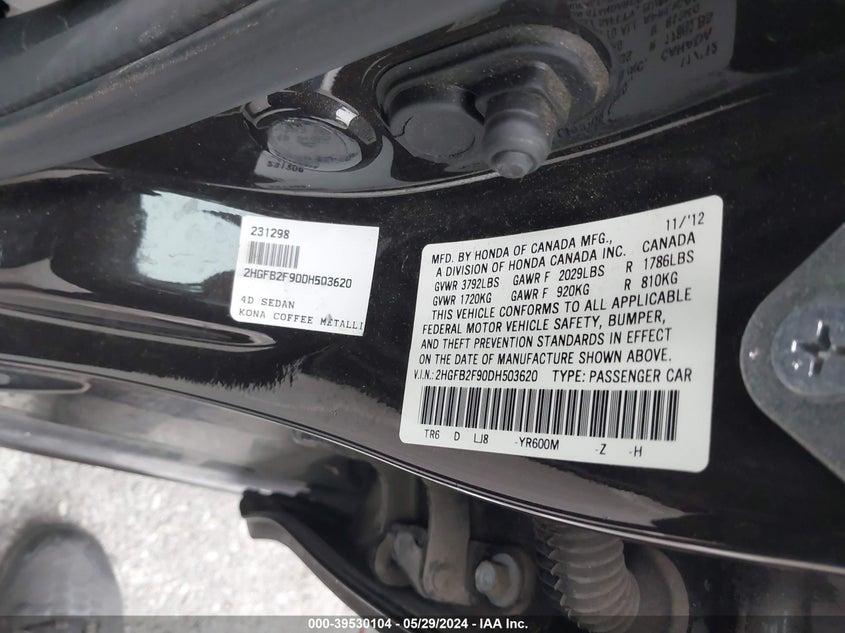 231298
2HGFB2F90DH503620
4D SEDAN
KONA COFFEE METALLI
11/'12
MFD. BY HONDA OF CANADA MFG.,
A DIVISION OF HONDA CANADA INC. CANADA
GVWR 3792LBS GAWR F 2029LBS R 1786LBS
GVWR 1720KG GAWR F 920KG R 810KG
THIS VEHICLE CONFORMS TO ALL APPLICABLE
FEDERAL MOTOR VEHICLE SAFETY, BUMPER,
AND THEFT PREVENTION STANDARDS IN EFFECT
ON THE DATE OF MANUFACTURE SHOWN ABOVE.
V.I.N.: 2HGFB2F90DH503620 TYPE: PASSENGER CAR
TR6 D LJ8 -YR600M -Z -H
000-39530104 - 05/29/2024 - IAA Inc.